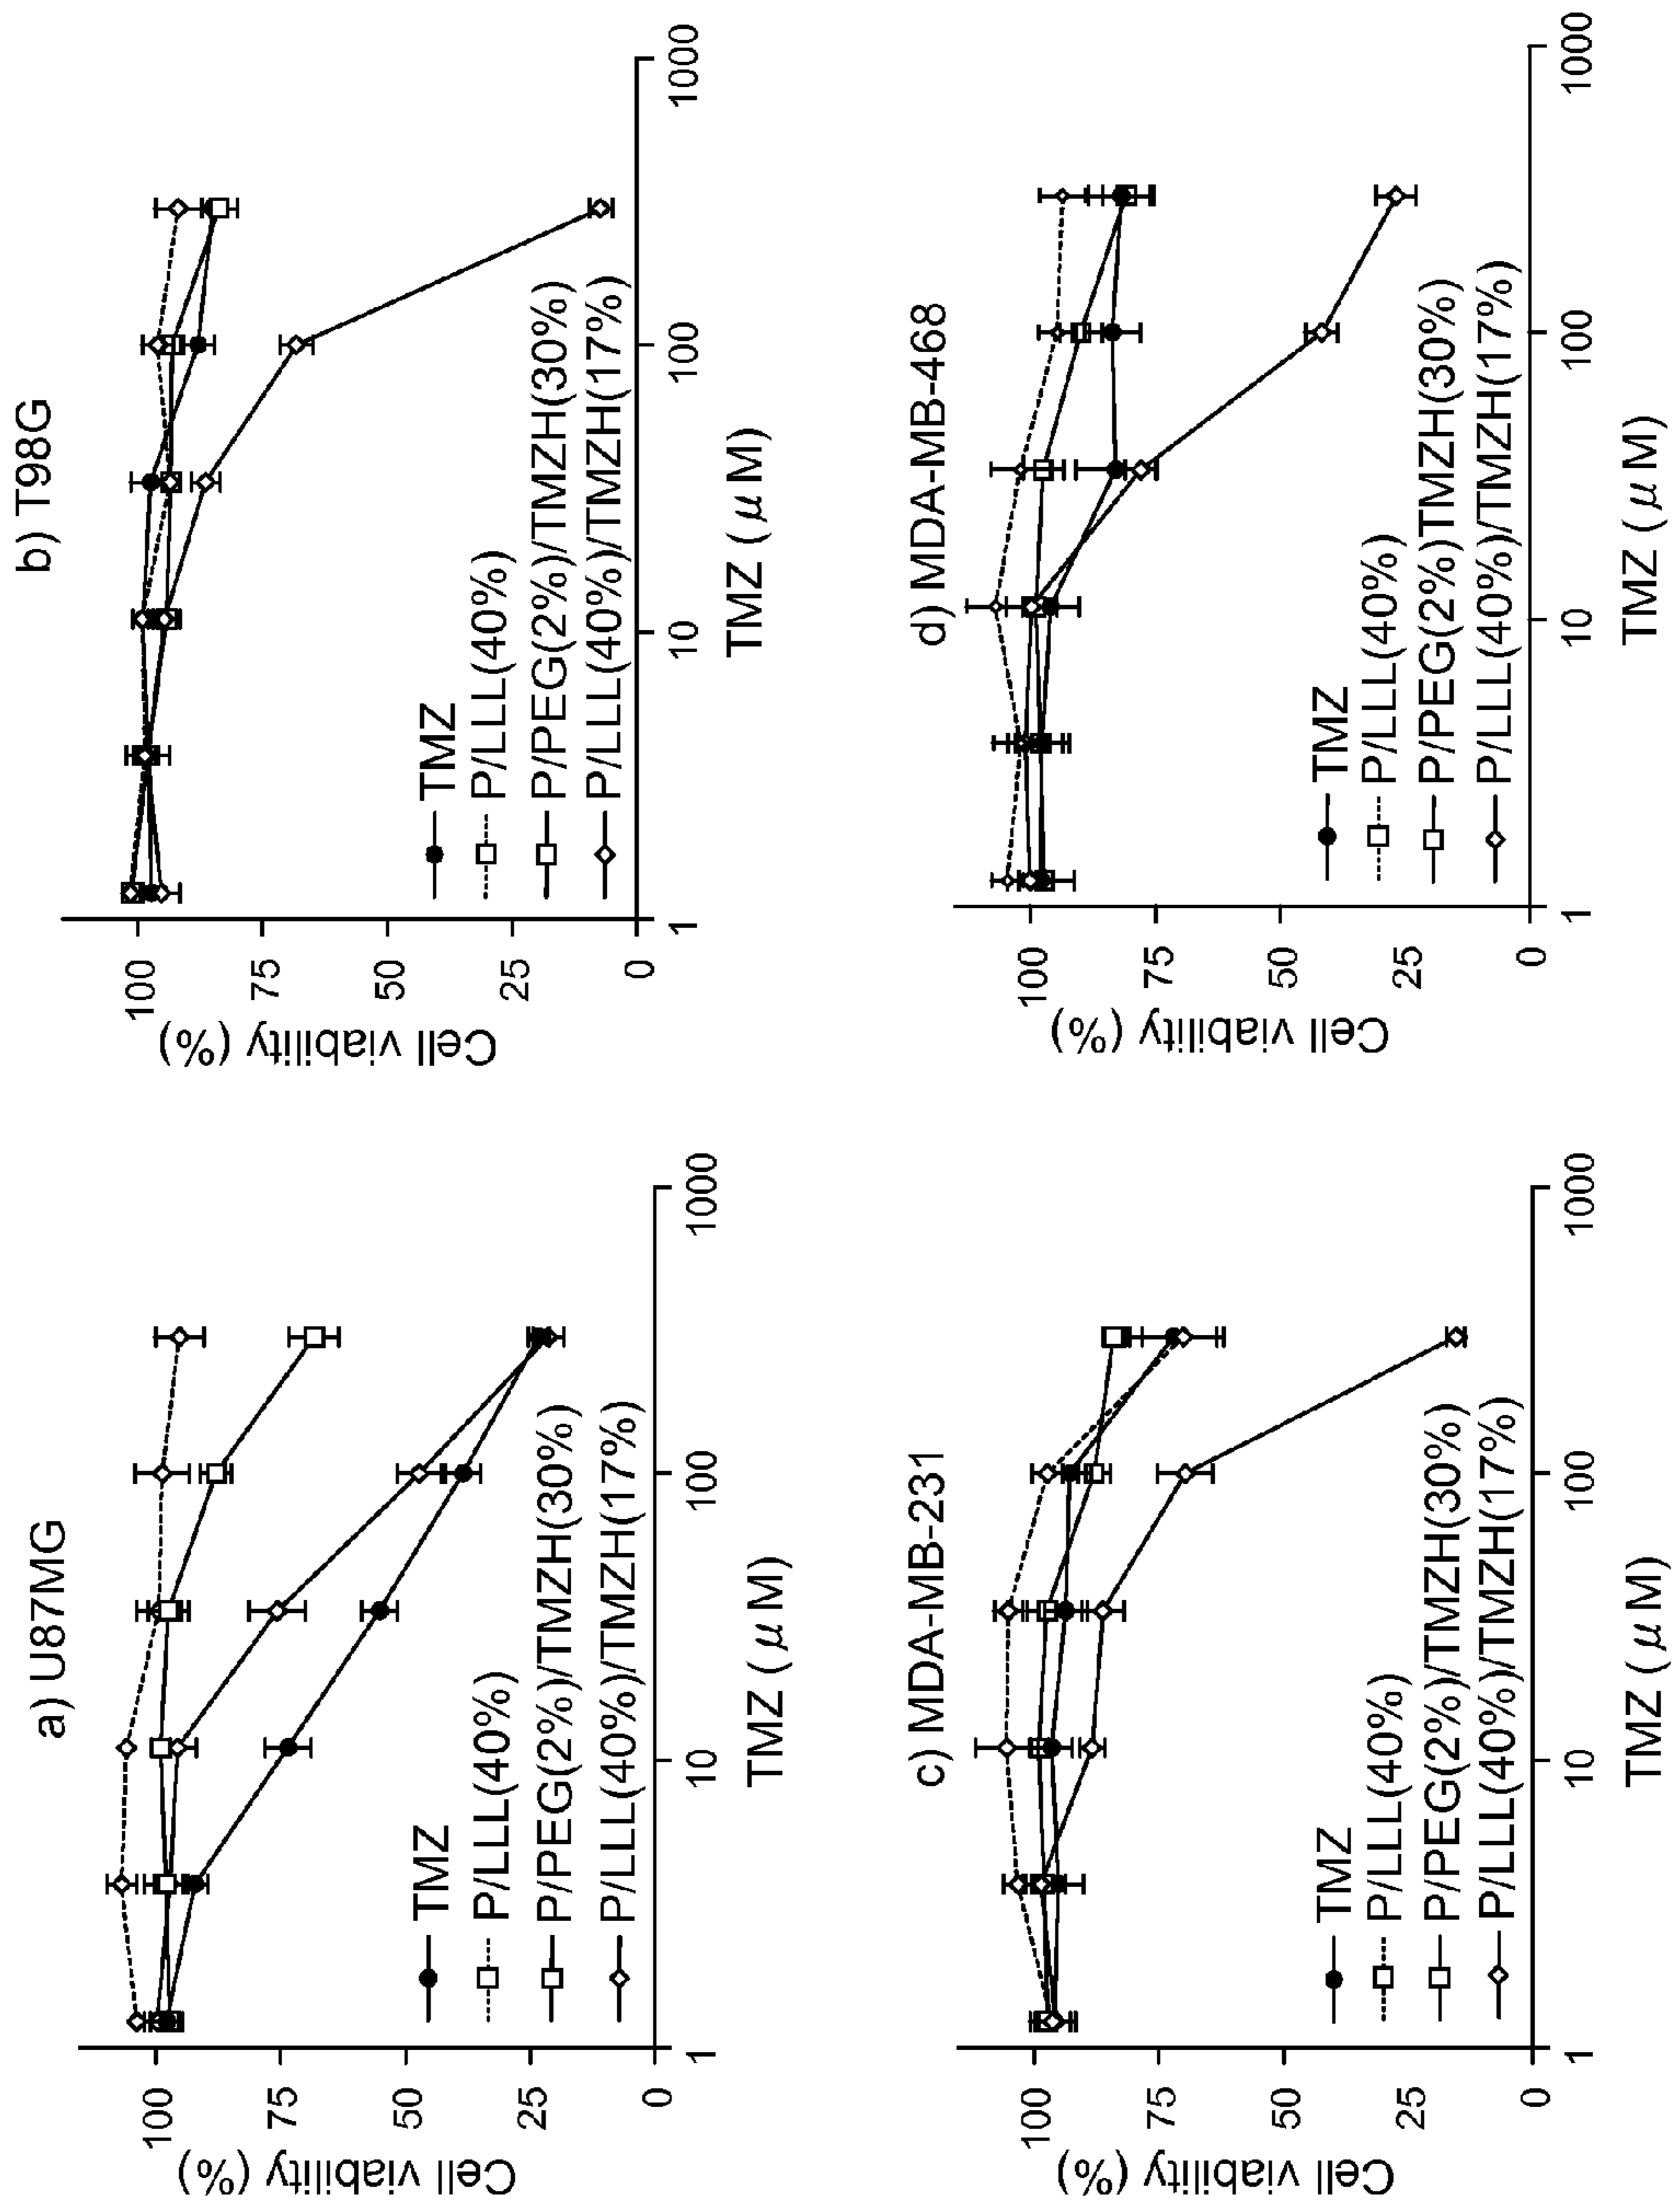 a) U87MG
Cell viability (%)
100
75
50
25
0
TMZ
P/LLL(40%)
P/PEG(2%)/TMZH(30%)
P/LLL(40%)/TMZH(17%)
1
10
100
1000
TMZ (μM)
b) T98G
Cell viability (%)
100
75
50
25
0
TMZ
P/LLL(40%)
P/PEG(2%)/TMZH(30%)
P/LLL(40%)/TMZH(17%)
1
10
100
1000
TMZ (μM)
c) MDA-MB-231
Cell viability (%)
100
75
50
25
0
TMZ
P/LLL(40%)
P/PEG(2%)/TMZH(30%)
P/LLL(40%)/TMZH(17%)
1
10
100
1000
TMZ (μM)
d) MDA-MB-468
Cell viability (%)
100
75
50
25
0
TMZ
P/LLL(40%)
P/PEG(2%)TMZH(30%)
P/LLL(40%)/TMZH(17%)
1
10
100
1000
TMZ (μM)